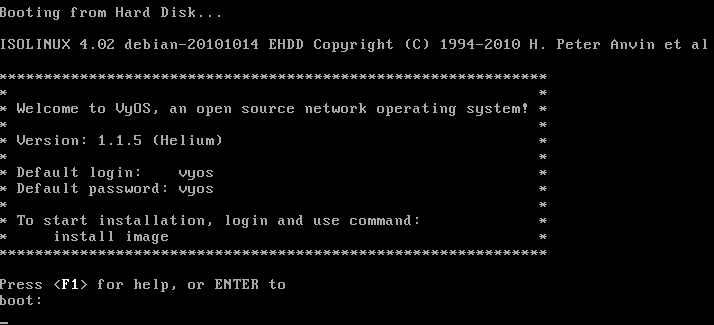 Booting from Hard Disk...
ISOLINUX 4.02 debian-20101014 EHDD Copyright (C) 1994-2010 H. Peter Anvin et al
*******************************************************************
*                                                                 *
* Welcome to VyOS, an open source network operating system! *
*                                                                 *
* Version: 1.1.5 (Helium)                                         *
*                                                                 *
* Default login:    vyos                                          *
* Default password: vyos                                          *
*                                                                 *
* To start installation, login and use command:                   *
*     install image                                               *
*******************************************************************
Press <F1> for help, or ENTER to
boot:
_